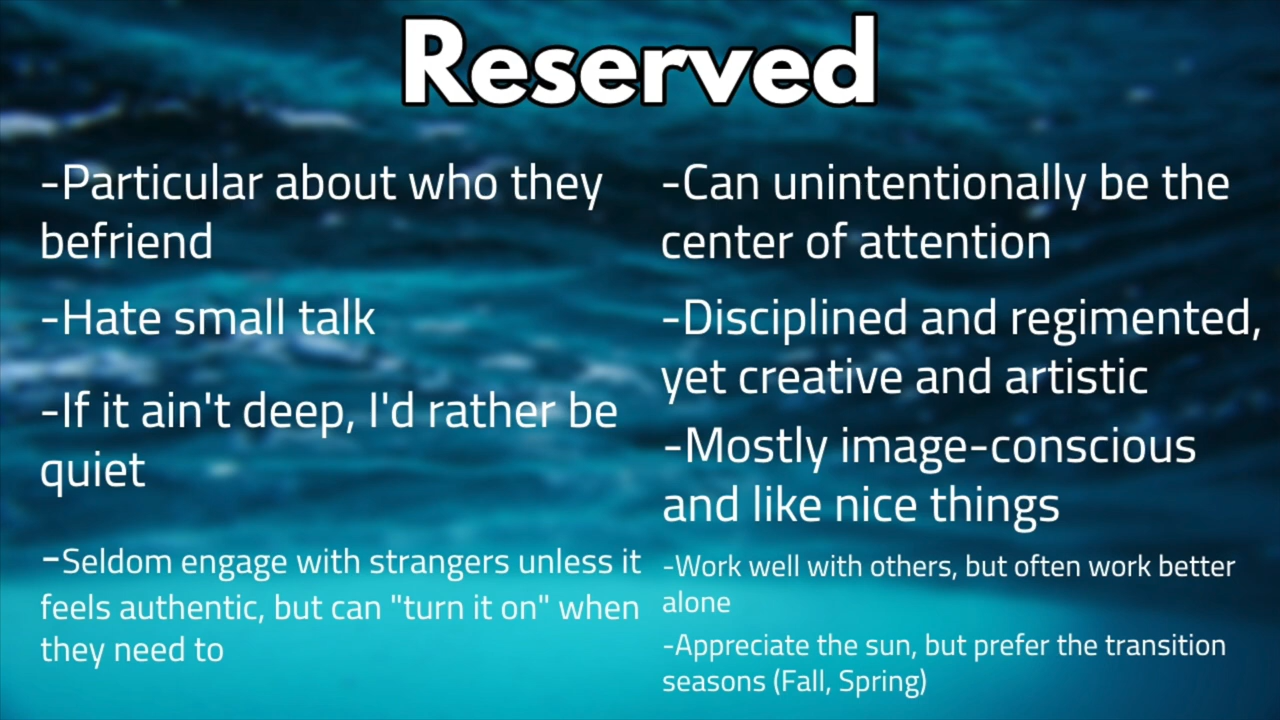 Reserved
-Particular about who they
befriend
-Hate small talk
-If it ain't deep, I'd rather be
quiet
-Seldom engage with strangers unless it
feels authentic, but can "turn it on" when
they need to
-Can unintentionally be the
center of attention
-Disciplined and regimented,
yet creative and artistic
-Mostly image-conscious
and like nice things
-Work well with others, but often work better
alone
-Appreciate the sun, but prefer the transition
seasons (Fall, Spring)